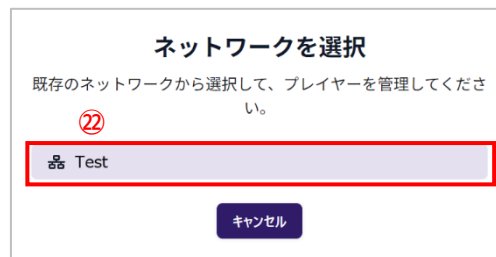 ネットワークを選択
既存のネットワークから選択して、プレイヤーを管理してくださ
い。
㉒
Test
キャンセル